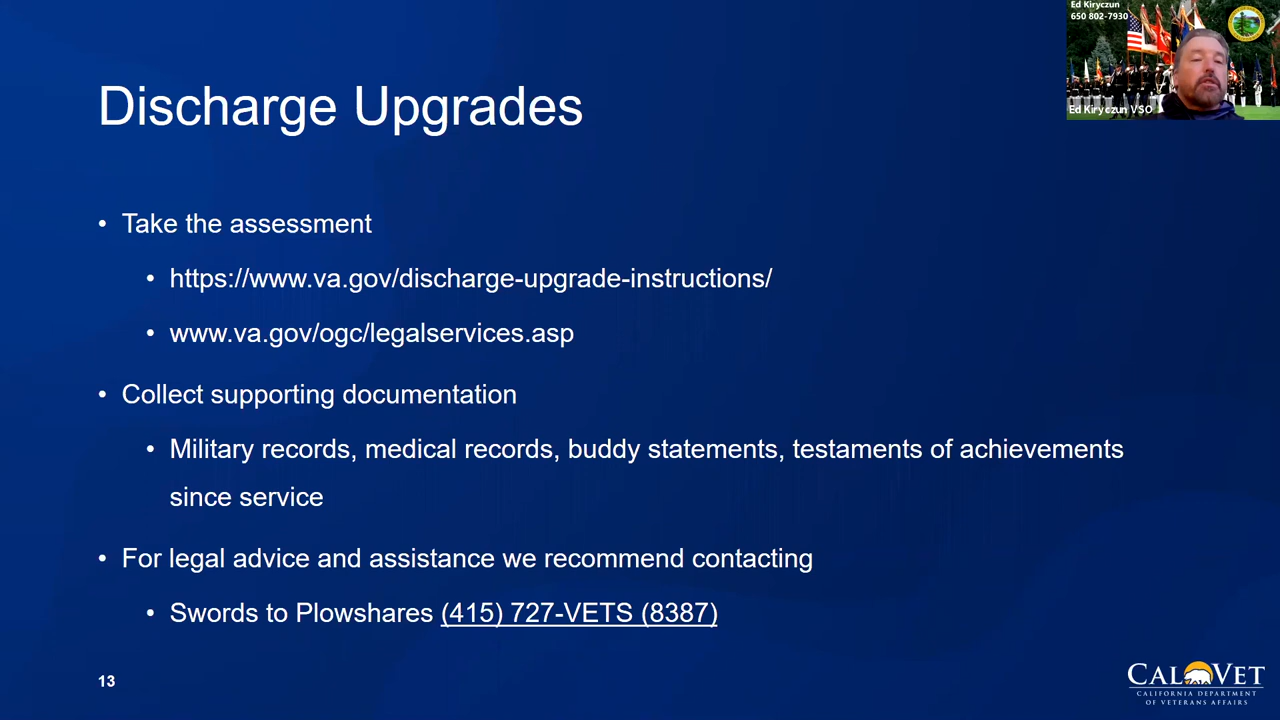 Ed Kiryczun
650 802-7930
Ed Kiryczun VSO
Discharge Upgrades
• Take the assessment
• https://www.va.gov/discharge-upgrade-instructions/
• www.va.gov/ogc/legalservices.asp
• Collect supporting documentation
• Military records, medical records, buddy statements, testaments of achievements
since service
• For legal advice and assistance we recommend contacting
• Swords to Plowshares (415) 727-VETS (8387)
13
CALVET
CALIFORNIA DEPARTMENT
OF VETERANS AFFAIRS